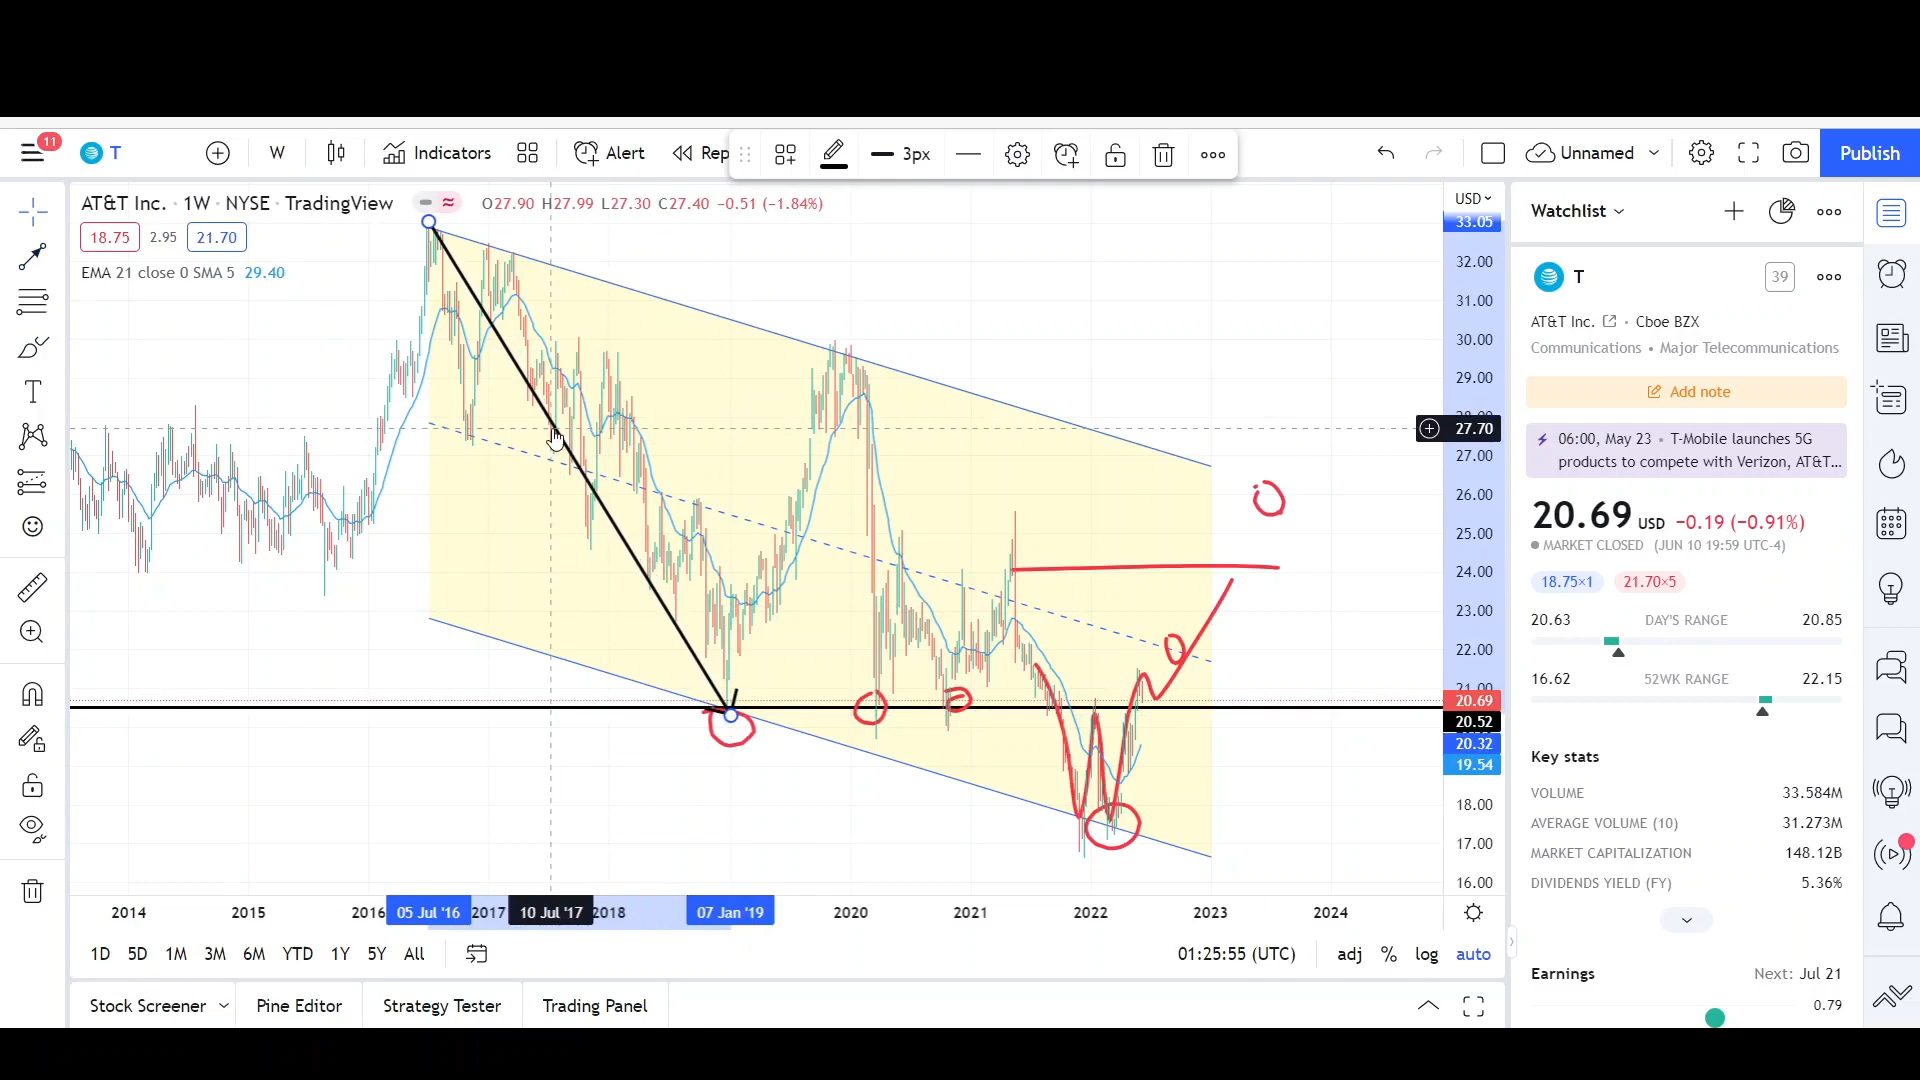 11
T
W
Indicators
Alert
Rep
3px
Unnamed
Publish
AT&T Inc. · 1W · NYSE · TradingView
O27.90 H27.99 L27.30 C27.40 −0.51 (−1.84%)
18.75 2.95 21.70
EMA 21 close 0 SMA 5 29.40
USD
33.05
32.00
31.00
30.00
29.00
28.00
27.70
27.00
26.00
25.00
24.00
23.00
22.00
21.00
20.69
20.52
20.32
19.54
18.00
17.00
16.00
2014 2015 2016 05 Jul '16 2017 10 Jul '17 2018 07 Jan '19 2020 2021 2022 2023 2024
1D 5D 1M 3M 6M YTD 1Y 5Y All
01:25:55 (UTC) adj % log auto
Stock Screener Pine Editor Strategy Tester Trading Panel
Watchlist
T
39
AT&T Inc. · Cboe BZX
Communications • Major Telecommunications
Add note
06:00, May 23 • T-Mobile launches 5G
products to compete with Verizon, AT&T...
20.69 USD −0.19 (−0.91%)
MARKET CLOSED (JUN 10 19:59 UTC-4)
18.75×1 21.70×5
20.63 DAY'S RANGE 20.85
16.62 52WK RANGE 22.15
Key stats
VOLUME 33.584M
AVERAGE VOLUME (10) 31.273M
MARKET CAPITALIZATION 148.12B
DIVIDENDS YIELD (FY) 5.36%
Earnings Next: Jul 21
0.79